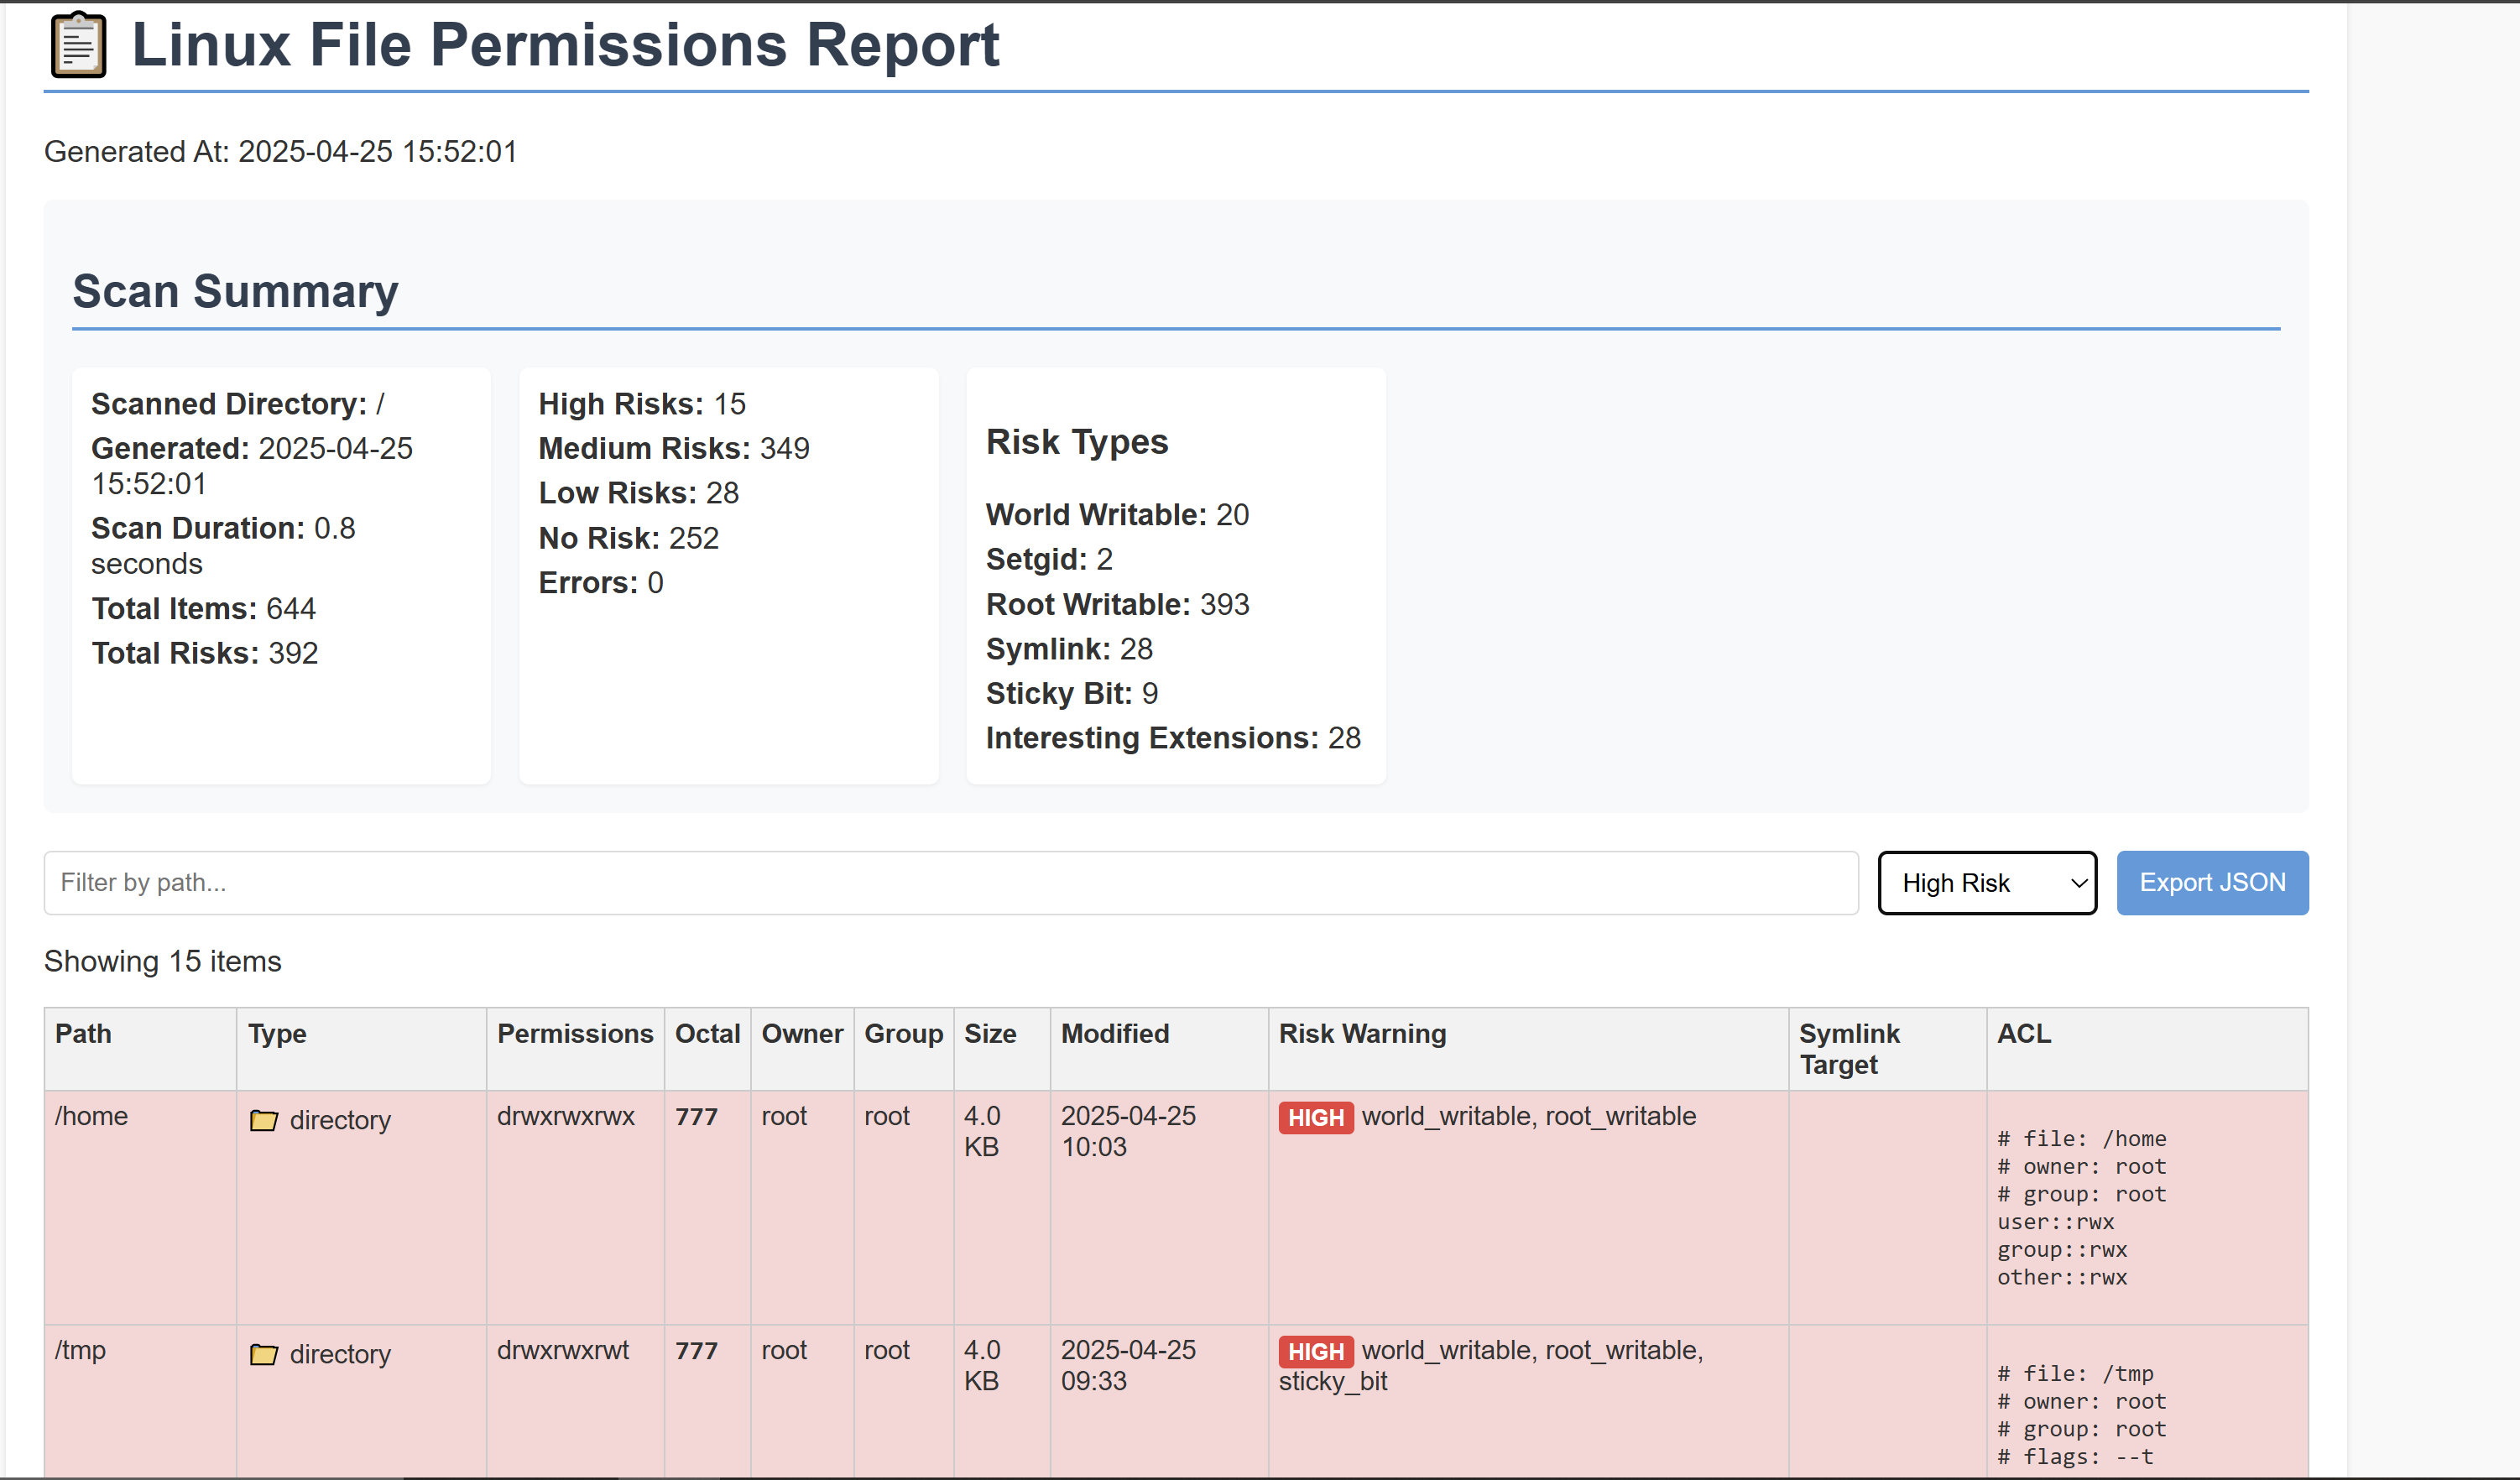 Linux File Permissions Report
Generated At: 2025-04-25 15:52:01
Scan Summary
Scanned Directory: /
Generated: 2025-04-25
15:52:01
Scan Duration: 0.8
seconds
Total Items: 644
Total Risks: 392
High Risks: 15
Medium Risks: 349
Low Risks: 28
No Risk: 252
Errors: 0
Risk Types
World Writable: 20
Setgid: 2
Root Writable: 393
Symlink: 28
Sticky Bit: 9
Interesting Extensions: 28
Filter by path...
High Risk
Export JSON
Showing 15 items
Path Type Permissions Octal Owner Group Size Modified Risk Warning Symlink Target ACL
/home directory drwxrwxrwx 777 root root 4.0 KB 2025-04-25 10:03 HIGH world_writable, root_writable
# file: /home
# owner: root
# group: root
user::rwx
group::rwx
other::rwx
/tmp directory drwxrwxrwt 777 root root 4.0 KB 2025-04-25 09:33 HIGH world_writable, root_writable, sticky_bit
# file: /tmp
# owner: root
# group: root
# flags: --t